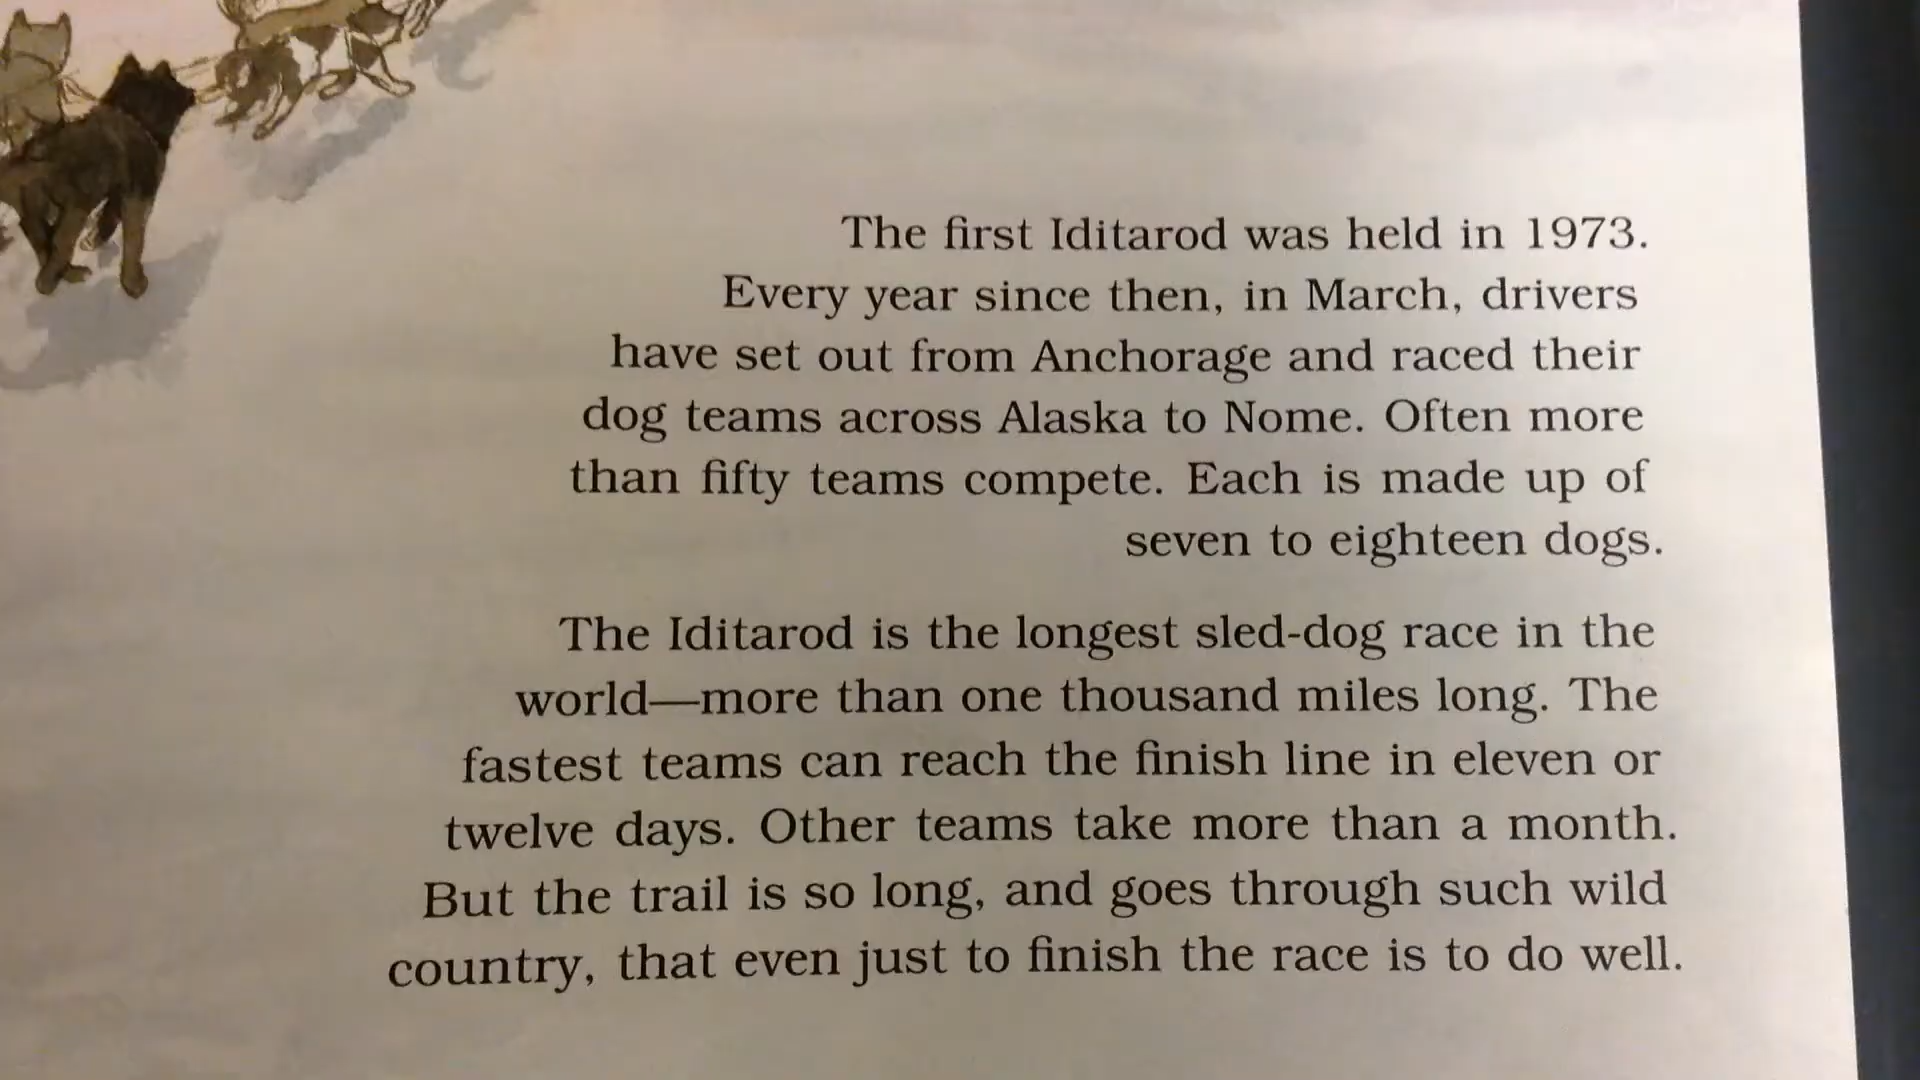 The first Iditarod was held in 1973.
Every year since then, in March, drivers
have set out from Anchorage and raced their
dog teams across Alaska to Nome. Often more
than fifty teams compete. Each is made up of
seven to eighteen dogs.
The Iditarod is the longest sled-dog race in the
world—more than one thousand miles long. The
fastest teams can reach the finish line in eleven or
twelve days. Other teams take more than a month.
But the trail is so long, and goes through such wild
country, that even just to finish the race is to do well.